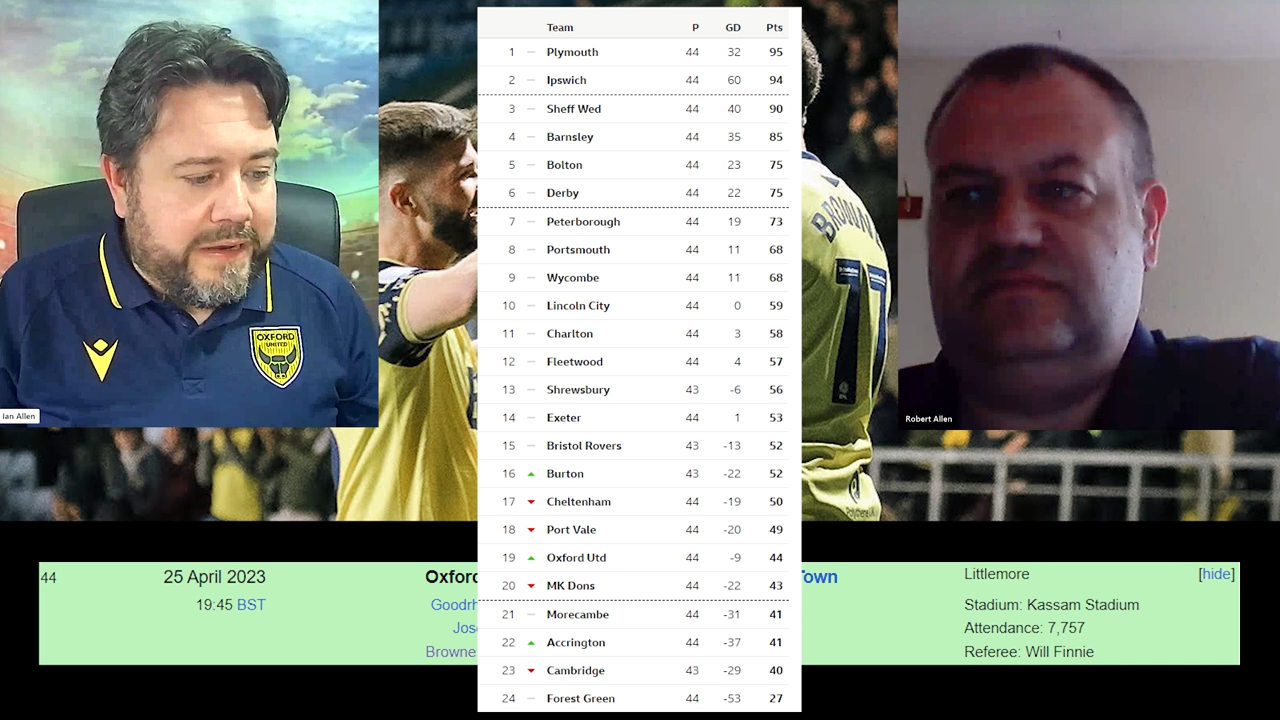 Team P GD Pts
1 Plymouth 44 32 95
2 Ipswich 44 60 94
3 Sheff Wed 44 40 90
4 Barnsley 44 35 85
5 Bolton 44 23 75
6 Derby 44 22 75
7 Peterborough 44 19 73
8 Portsmouth 44 11 68
9 Wycombe 44 11 68
10 Lincoln City 44 0 59
11 Charlton 44 3 58
12 Fleetwood 44 4 57
13 Shrewsbury 43 -6 56
14 Exeter 44 1 53
15 Bristol Rovers 43 -13 52
16 Burton 43 -22 52
17 Cheltenham 44 -19 50
18 Port Vale 44 -20 49
19 Oxford Utd 44 -9 44
20 MK Dons 44 -22 43
21 Morecambe 44 -31 41
22 Accrington 44 -37 41
23 Cambridge 43 -29 40
24 Forest Green 44 -53 27
OXFORD
UNITED
Ian Allen
Robert Allen
17
44 25 April 2023 Oxfor Town Littlemore [hide]
19:45 BST Goodr Stadium: Kassam Stadium
Jos Attendance: 7,757
Browne Referee: Will Finnie